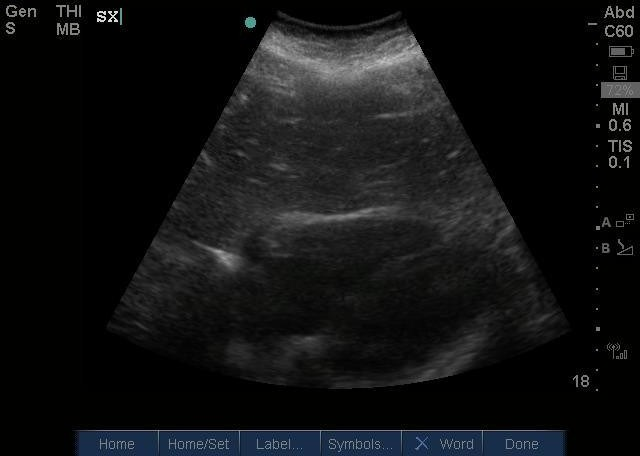 Gen THI
S MB
SX
Abd
C60
72%
MI
0.6
TIS
0.1
A
B
18
Home Home/Set Label... Symbols... X Word Done